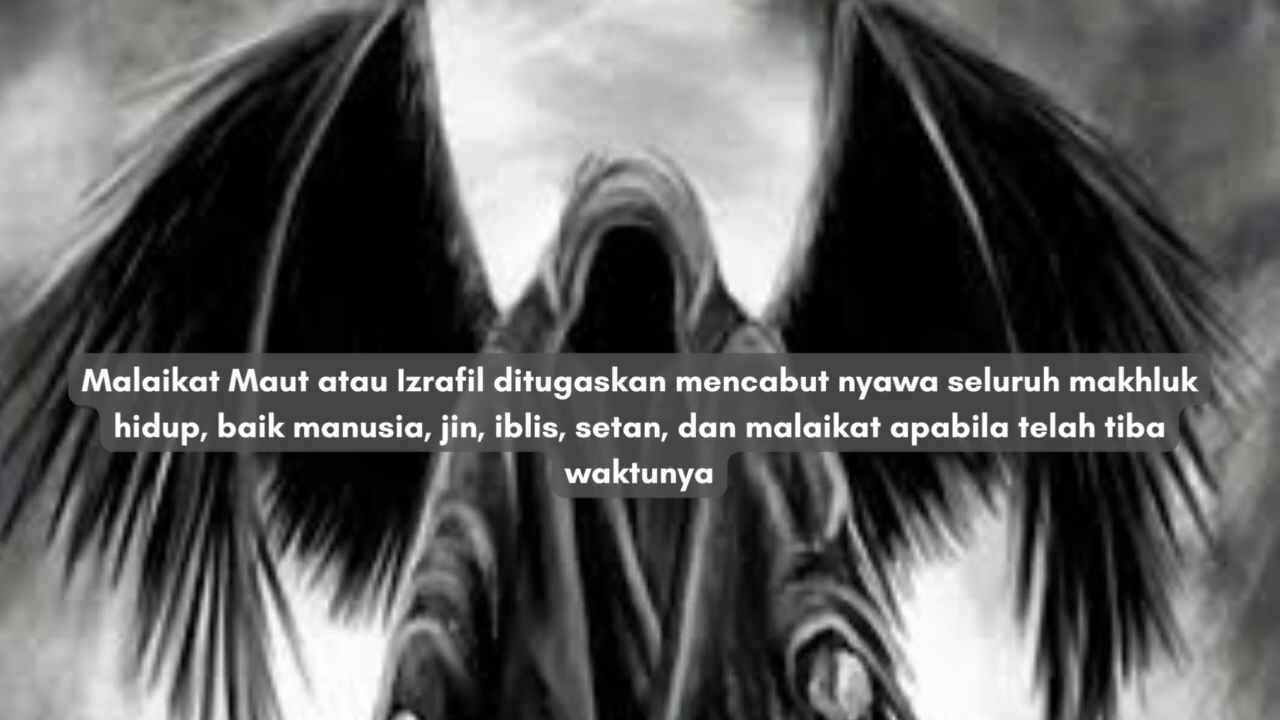 Malaikat Maut atau Izrafil ditugaskan mencabut nyawa seluruh makhluk
hidup, baik manusia, jin, iblis, setan, dan malaikat apabila telah tiba
waktunya